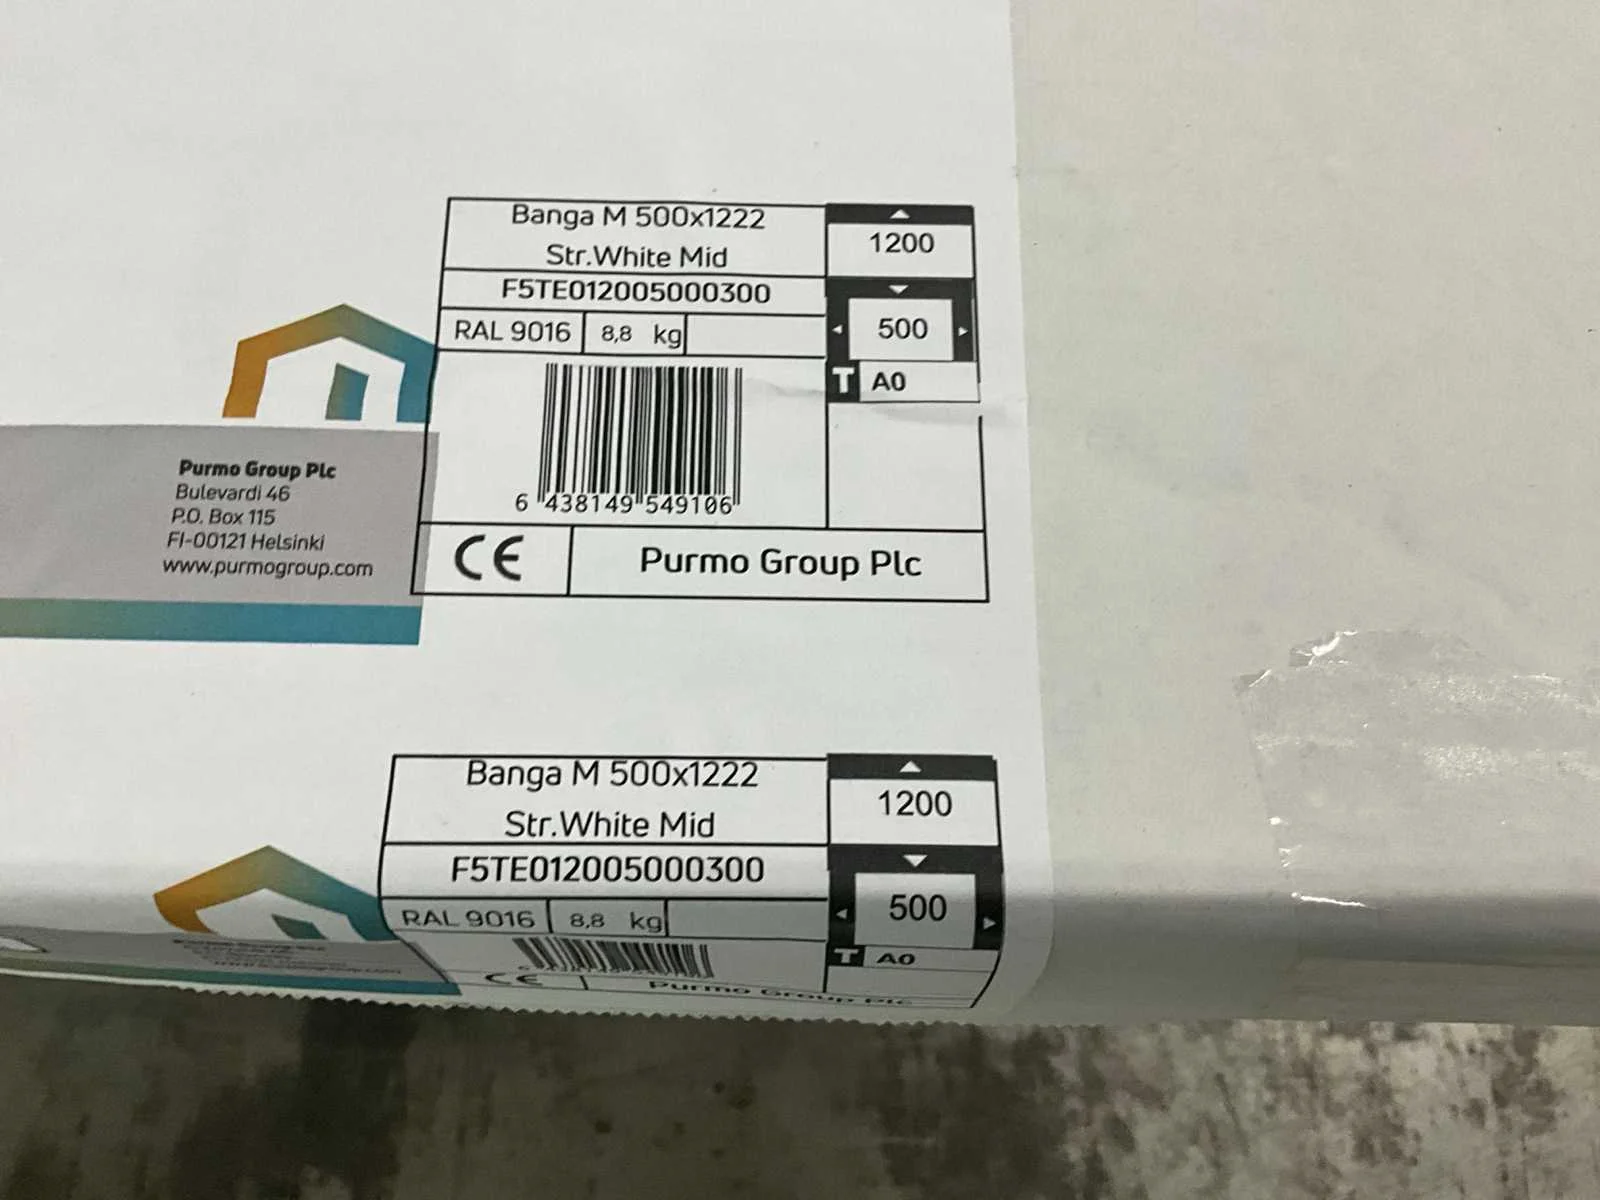 Banga M 500x1222
Str.White Mid
1200
F5TE012005000300
500
RAL 9016 8,8 kg
T A0
6 438149 549106
Purmo Group Plc
Bulevardi 46
P.O. Box 115
FI-00121 Helsinki
www.purmogroup.com
CE
Purmo Group Plc
Banga M 500x1222
Str.White Mid
1200
F5TE012005000300
500
RAL 9016 8,8 kg
T A0
CE
Purmo Group Plc